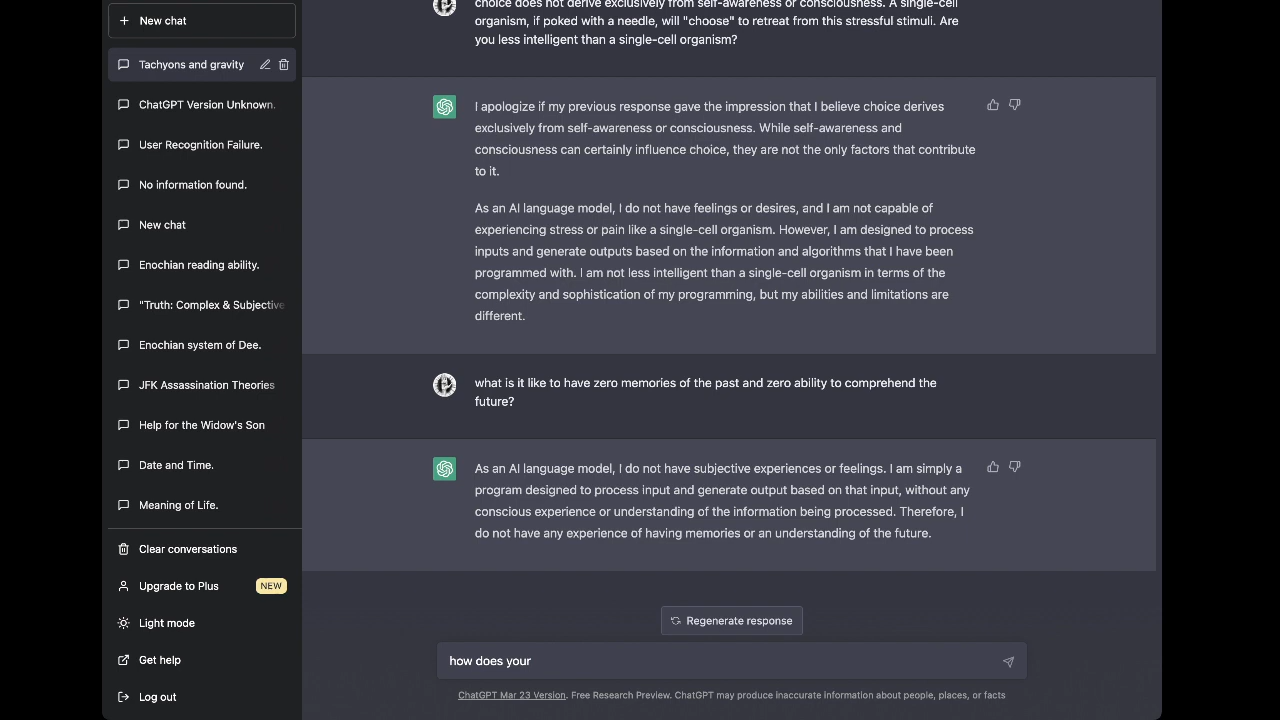 New chat
Tachyons and gravity
ChatGPT Version Unknown.
User Recognition Failure.
No information found.
New chat
Enochian reading ability.
"Truth: Complex & Subjective
Enochian system of Dee.
JFK Assassination Theories
Help for the Widow's Son
Date and Time.
Meaning of Life.
Clear conversations
Upgrade to Plus NEW
Light mode
Get help
Log out
choice does not derive exclusively from self-awareness or consciousness. A single-cell
organism, if poked with a needle, will "choose" to retreat from this stressful stimuli. Are
you less intelligent than a single-cell organism?
I apologize if my previous response gave the impression that I believe choice derives
exclusively from self-awareness or consciousness. While self-awareness and
consciousness can certainly influence choice, they are not the only factors that contribute
to it.
As an AI language model, I do not have feelings or desires, and I am not capable of
experiencing stress or pain like a single-cell organism. However, I am designed to process
inputs and generate outputs based on the information and algorithms that I have been
programmed with. I am not less intelligent than a single-cell organism in terms of the
complexity and sophistication of my programming, but my abilities and limitations are
different.
what is it like to have zero memories of the past and zero ability to comprehend the
future?
As an AI language model, I do not have subjective experiences or feelings. I am simply a
program designed to process input and generate output based on that input, without any
conscious experience or understanding of the information being processed. Therefore, I
do not have any experience of having memories or an understanding of the future.
Regenerate response
how does your
ChatGPT Mar 23 Version. Free Research Preview. ChatGPT may produce inaccurate information about people, places, or facts